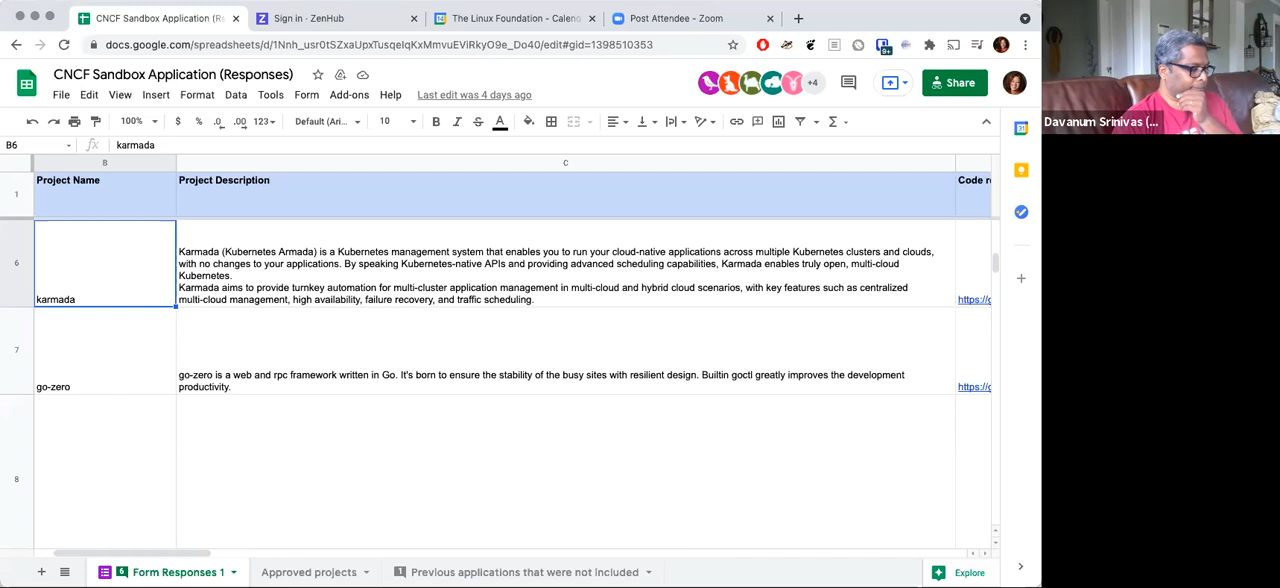 CNCF Sandbox Application (R
Sign in · ZenHub
The Linux Foundation - Calen
Post Attendee - Zoom
docs.google.com/spreadsheets/d/1Nnh_usr0tSZxaUpxTusqeIqKxMmvuEViRkyO9e_Do40/edit#gid=1398510353
9+
CNCF Sandbox Application (Responses)
File Edit View Insert Format Data Tools Form Add-ons Help Last edit was 4 days ago
+4
Share
100% $ % .0 .00 123 Default (Ari... 10 B I S A
B6 fx karmada
B C
1 Project Name Project Description Code r
6 karmada
Karmada (Kubernetes Armada) is a Kubernetes management system that enables you to run your cloud-native applications across multiple Kubernetes clusters and clouds,
with no changes to your applications. By speaking Kubernetes-native APIs and providing advanced scheduling capabilities, Karmada enables truly open, multi-cloud
Kubernetes.
Karmada aims to provide turnkey automation for multi-cluster application management in multi-cloud and hybrid cloud scenarios, with key features such as centralized
multi-cloud management, high availability, failure recovery, and traffic scheduling.
https://g
7 go-zero
go-zero is a web and rpc framework written in Go. It's born to ensure the stability of the busy sites with resilient design. Builtin goctl greatly improves the development
productivity.
https://g
8
6 Form Responses 1
Approved projects
1 Previous applications that were not included
Explore
Davanum Srinivas (...
31